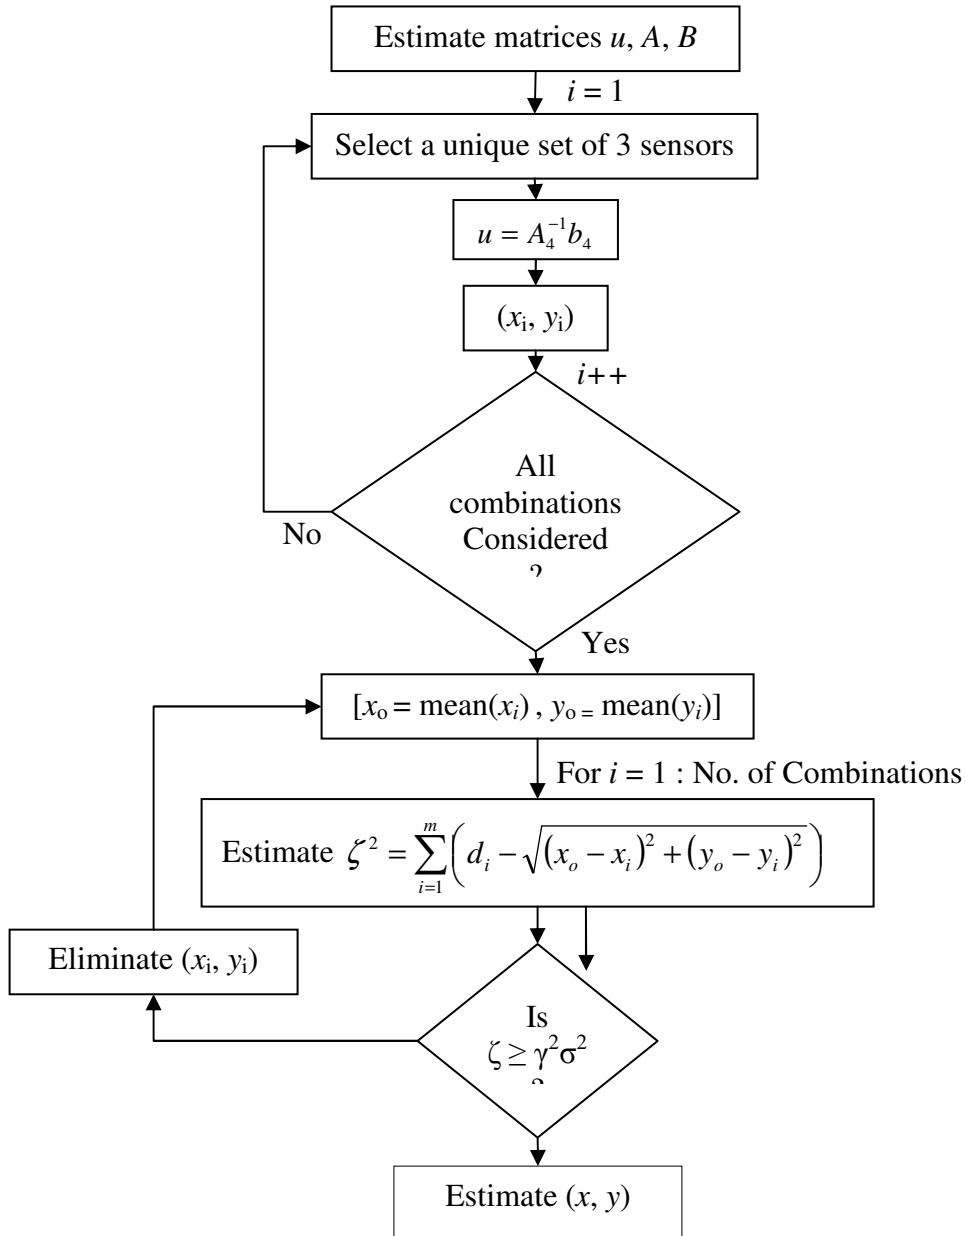 Estimate matrices u, A, B
i = 1
Select a unique set of 3 sensors
u = A₄⁻¹b₄
(xᵢ, yᵢ)
i++
All
combinations
Considered
?
No
Yes
[xₒ = mean(xᵢ) , yₒ ₌ mean(yᵢ)]
For i = 1 : No. of Combinations
Estimate ζ² = ∑ᵢ₌₁ᵐ (dᵢ − √((xₒ − xᵢ)² + (yₒ − yᵢ)²))
Eliminate (xᵢ, yᵢ)
Is
ζ ≥ γ²σ²
?
Estimate (x, y)